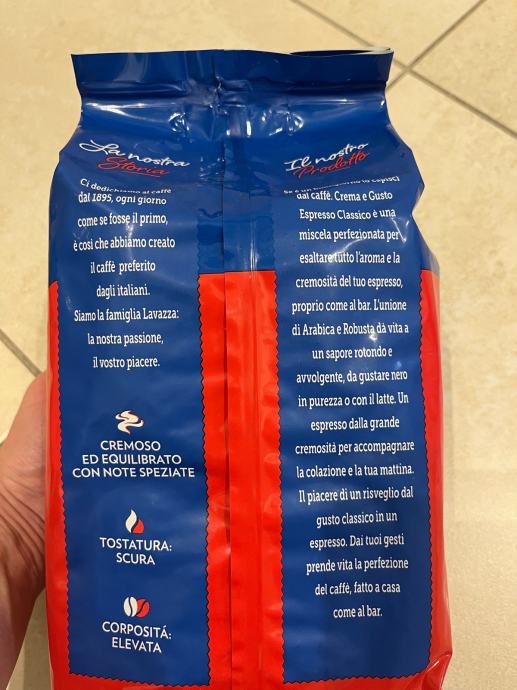 La nostra
Storia
Ci dedichiamo al caffè
dal 1895, ogni giorno
come se fosse il primo,
è così che abbiamo creato
il caffè preferito
dagli italiani.
Siamo la famiglia Lavazza:
la nostra passione,
il vostro piacere.
CREMOSO
ED EQUILIBRATO
CON NOTE SPEZIATE
TOSTATURA:
SCURA
CORPOSITÁ:
ELEVATA
Il nostro
Prodotto
Se è un buongiorno lo capisci
dal caffè. Crema e Gusto
Espresso Classico è una
miscela perfezionata per
esaltare tutto l'aroma e la
cremosità del tuo espresso,
proprio come al bar. L'unione
di Arabica e Robusta dà vita a
un sapore rotondo e
avvolgente, da gustare nero
in purezza o con il latte. Un
espresso dalla grande
cremosità per accompagnare
la colazione e la tua mattina.
Il piacere di un risveglio dal
gusto classico in un
espresso. Dai tuoi gesti
prende vita la perfezione
del caffè, fatto a casa
come al bar.